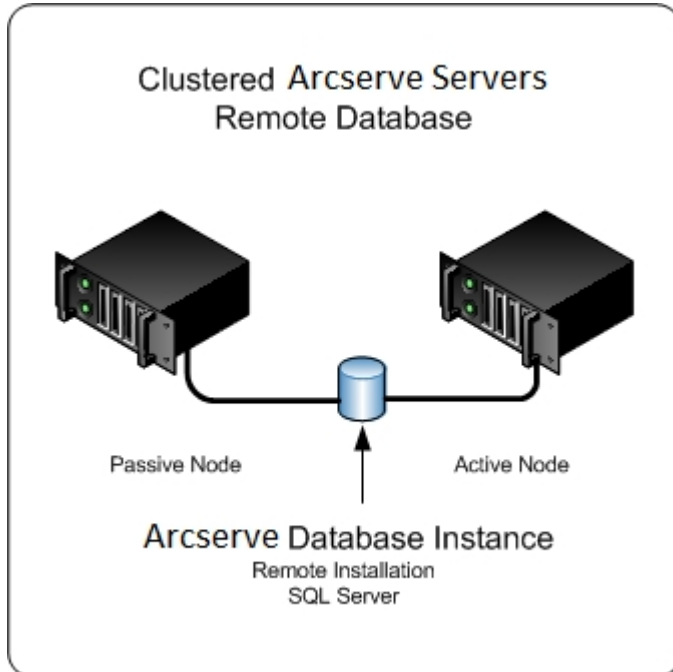 Clustered Arcserve Servers
Remote Database
Passive Node
Active Node
Arcserve Database Instance
Remote Installation
SQL Server